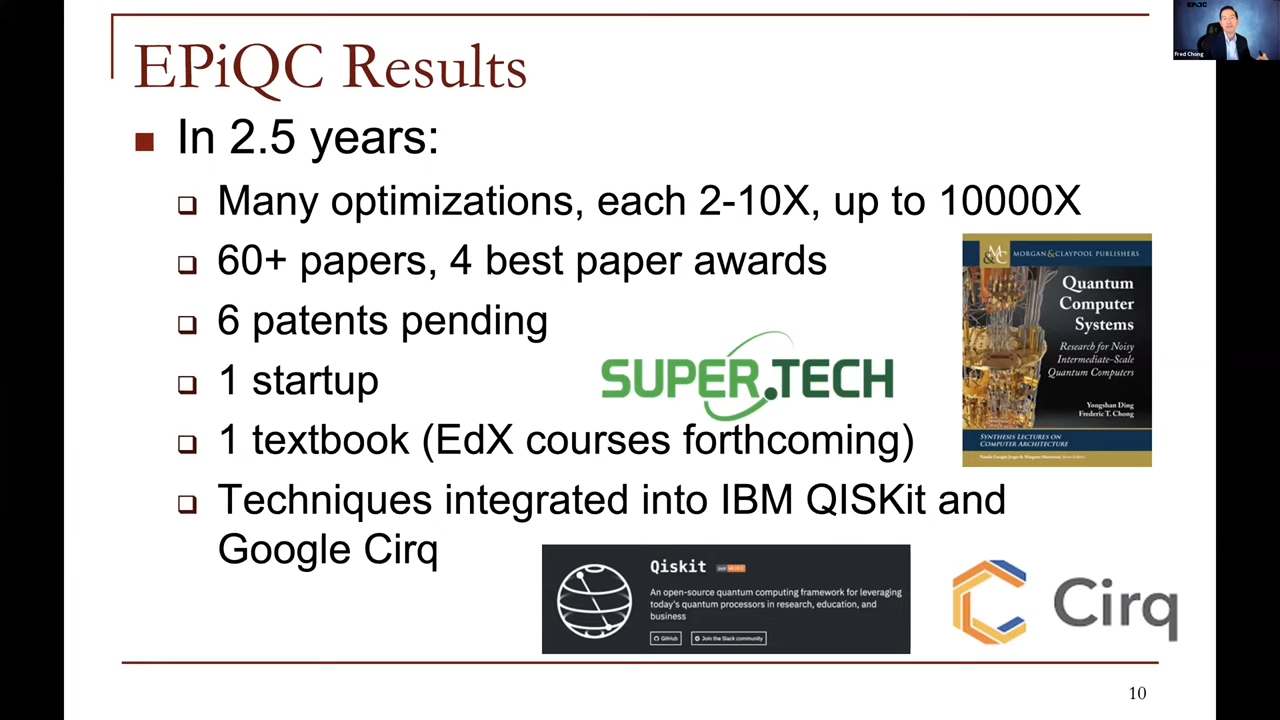 EPiQC Results
In 2.5 years:
Many optimizations, each 2-10X, up to 10000X
60+ papers, 4 best paper awards
6 patents pending
1 startup
SUPER.TECH
1 textbook (EdX courses forthcoming)
MORGAN & CLAYPOOL PUBLISHERS
M&C
Quantum
Computer
Systems
Research for Noisy
Intermediate-Scale
Quantum Computers
Yongshan Ding
Frederic T. Chong
SYNTHESIS LECTURES ON
COMPUTER ARCHITECTURE
Techniques integrated into IBM QISKit and
Google Cirq
Qiskit
An open-source quantum computing framework for leveraging
today's quantum processors in research, education, and
business
GitHub
Join the Slack community
Cirq
10
EPiQC
Fred Chong